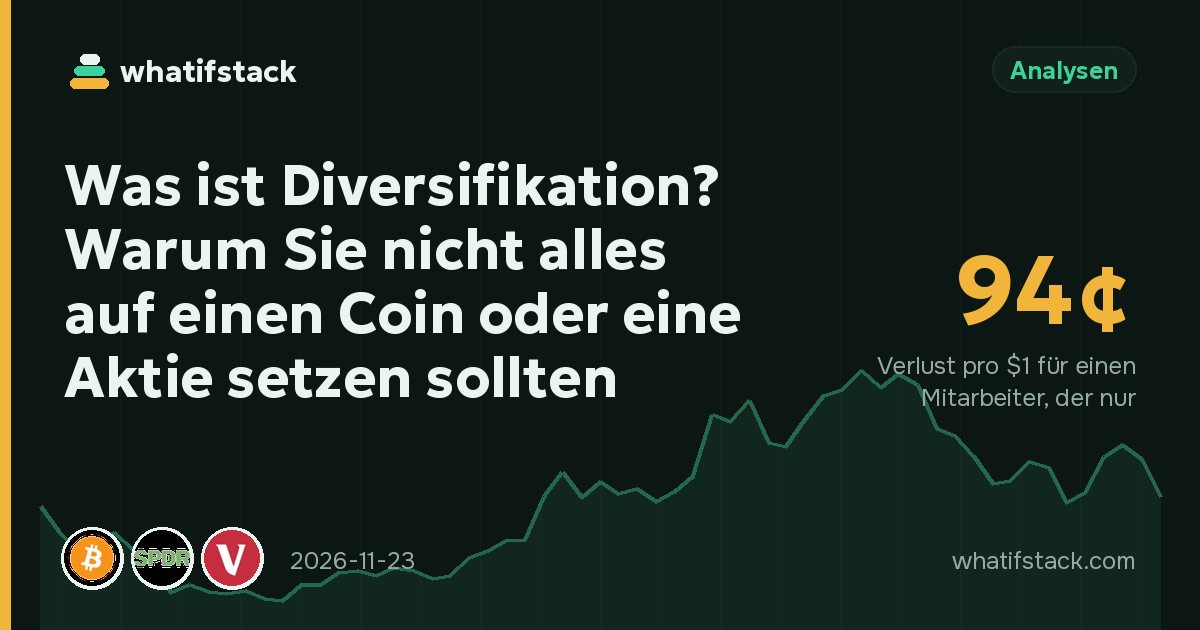 whatifstack
Analysen
Was ist Diversifikation?
Warum Sie nicht alles
auf einen Coin oder eine
Aktie setzen sollten
94¢
Verlust pro $1 für einen
Mitarbeiter, der nur
SPDR
V
2026-11-23
whatifstack.com